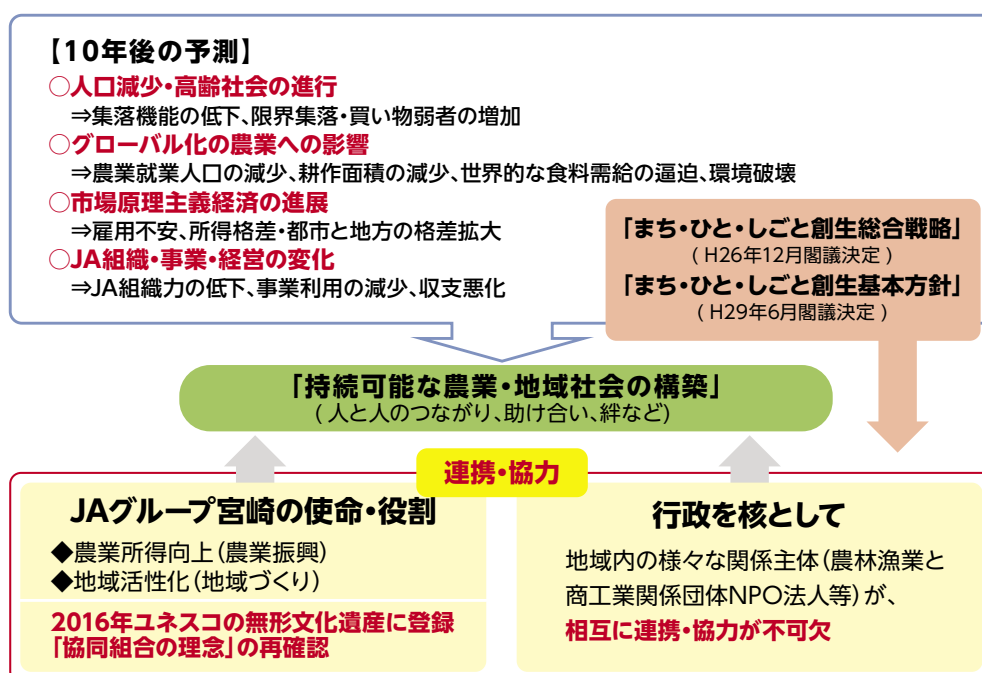 【10年後の予測】
○人口減少・高齢社会の進行
⇒集落機能の低下、限界集落・買い物弱者の増加
○グローバル化の農業への影響
⇒農業就業人口の減少、耕作面積の減少、世界的な食料需給の逼迫、環境破壊
○市場原理主義経済の進展
⇒雇用不安、所得格差・都市と地方の格差拡大
○JA組織・事業・経営の変化
⇒JA組織力の低下、事業利用の減少、収支悪化
「まち・ひと・しごと創生総合戦略」
( H26年12月閣議決定 )
「まち・ひと・しごと創生基本方針」
( H29年6月閣議決定 )
「持続可能な農業・地域社会の構築」
( 人と人のつながり、助け合い、絆など)
連携・協力
JAグループ宮崎の使命・役割
◆農業所得向上(農業振興)
◆地域活性化(地域づくり)
2016年ユネスコの無形文化遺産に登録
「協同組合の理念」の再確認
行政を核として
地域内の様々な関係主体(農林漁業と
商工業関係団体NPO法人等)が、
相互に連携・協力が不可欠